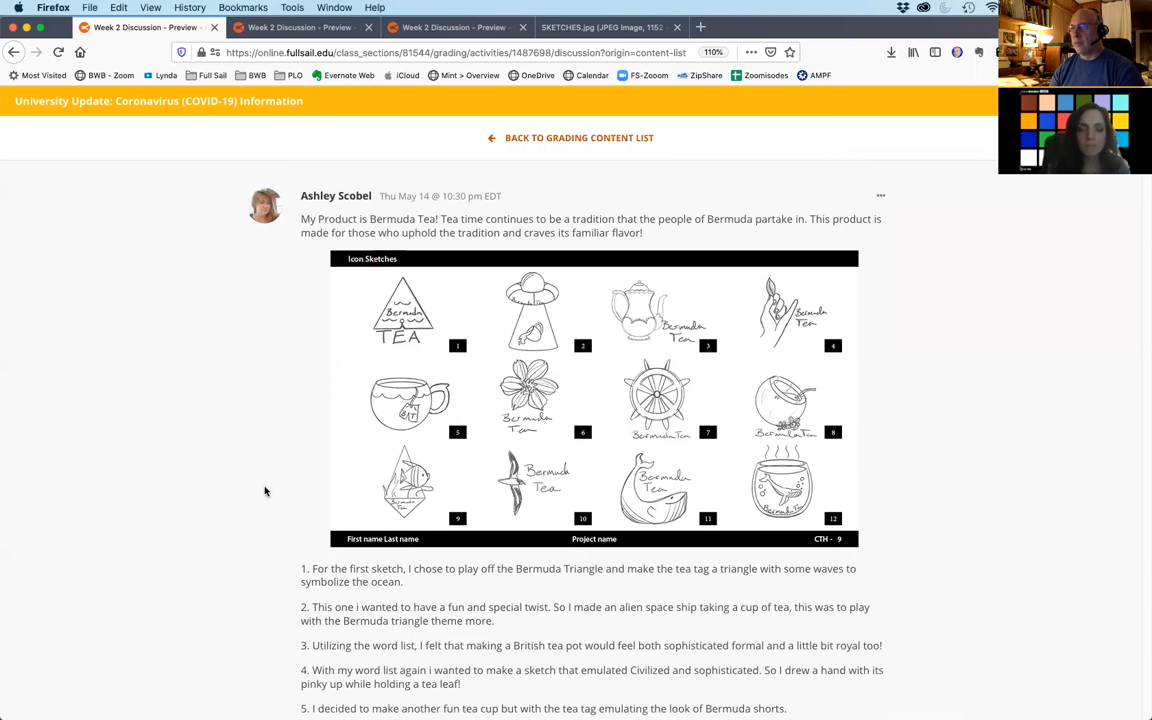 Firefox File Edit View History Bookmarks Tools Window Help
Week 2 Discussion - Preview - Week 2 Discussion - Preview - Week 2 Discussion - Preview - SKETCHES.jpg (JPEG Image, 1152
https://online.fullsail.edu/class_sections/81544/grading/activities/1487698/discussion?origin=content-list 110%
Most Visited BWB - Zoom Lynda Full Sail BWB PLO Evernote Web iCloud Mint > Overview OneDrive Calendar FS-Zooom ZipShare Zoomisodes AMPF
University Update: Coronavirus (COVID-19) Information
BACK TO GRADING CONTENT LIST
Ashley Scobel Thu May 14 @ 10:30 pm EDT
My Product is Bermuda Tea! Tea time continues to be a tradition that the people of Bermuda partake in. This product is
made for those who uphold the tradition and craves its familiar flavor!
Icon Sketches
Bermuda
TEA
1
Bermuda Tea
2
Bermuda
Tea
3
Bermuda
Tea
4
5
Bermuda
Tea
6
Bermuda Tea
7
Bermuda Tea
8
Bermuda
Tea
9
Bermuda
Tea
10
Bermuda
Tea
11
Bermuda Tea
12
First name Last name Project name CTH - 9
1. For the first sketch, I chose to play off the Bermuda Triangle and make the tea tag a triangle with some waves to
symbolize the ocean.
2. This one i wanted to have a fun and special twist. So I made an alien space ship taking a cup of tea, this was to play
with the Bermuda triangle theme more.
3. Utilizing the word list, I felt that making a British tea pot would feel both sophisticated formal and a little bit royal too!
4. With my word list again i wanted to make a sketch that emulated Civilized and sophisticated. So I drew a hand with its
pinky up while holding a tea leaf!
5. I decided to make another fun tea cup but with the tea tag emulating the look of Bermuda shorts.